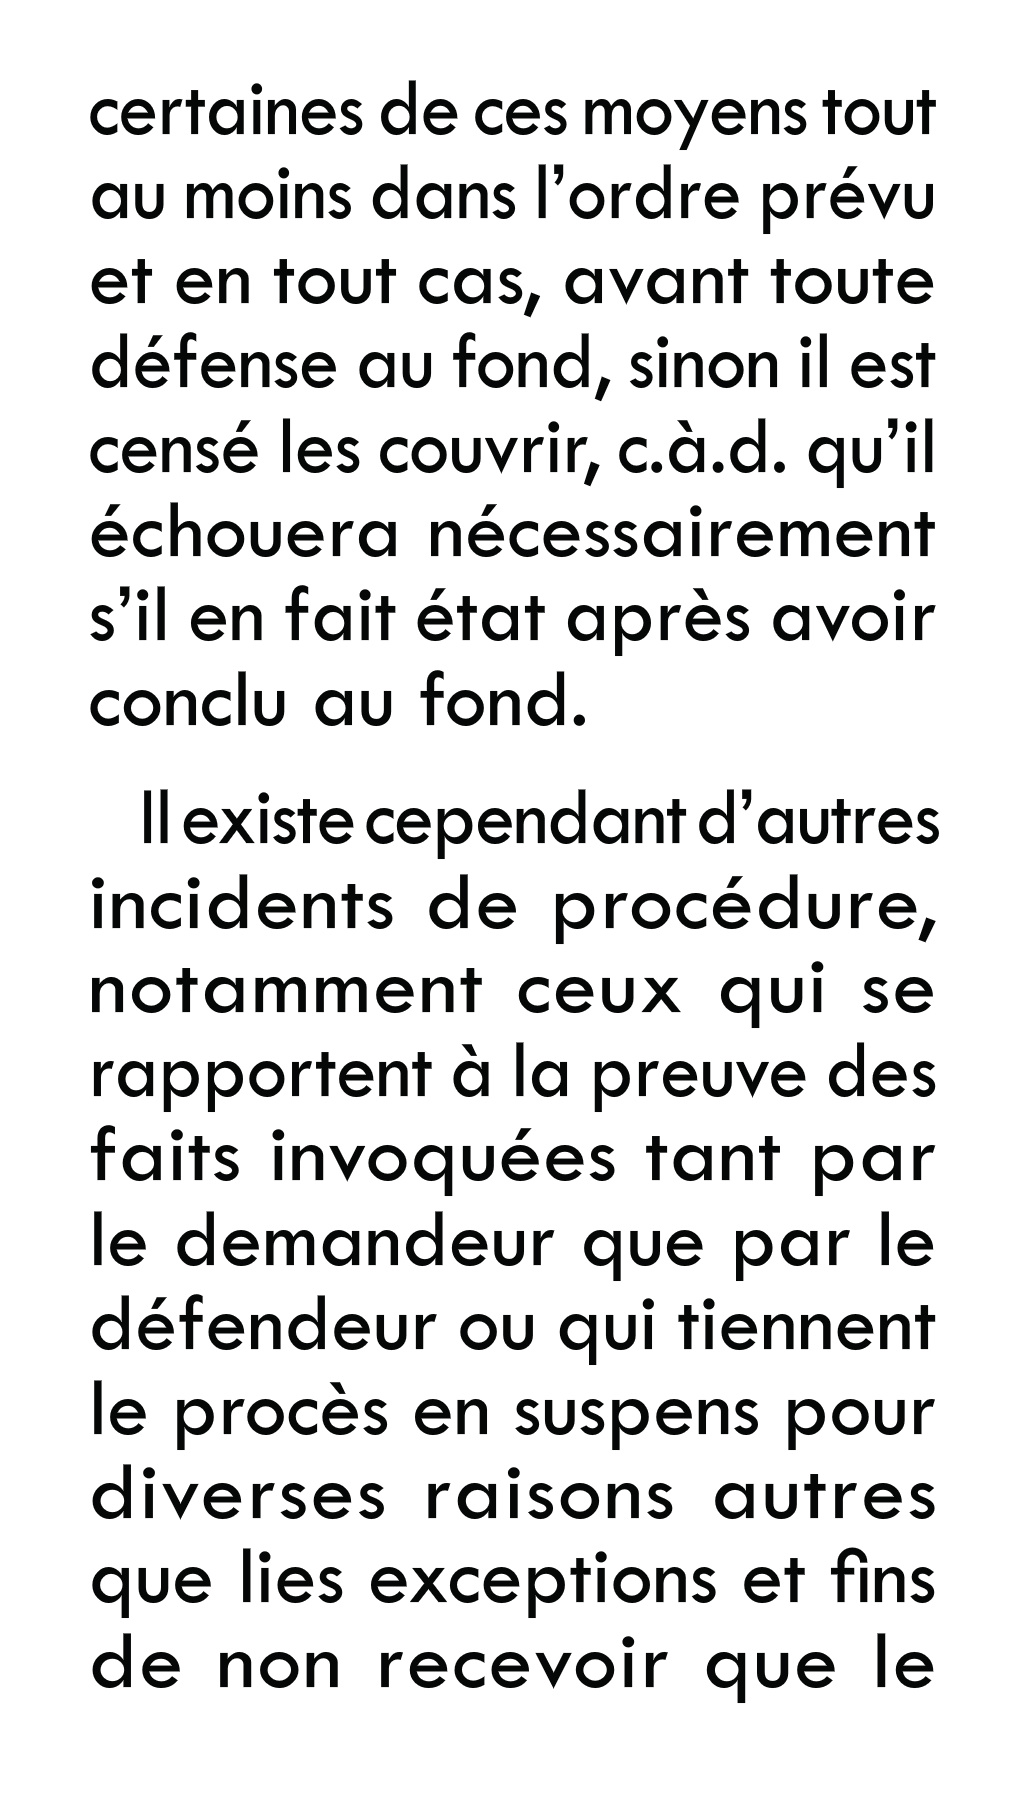 certaines de ces moyens tout
au moins dans l’ordre prévu
et en tout cas, avant toute
défense au fond, sinon il est
censé les couvrir, c.à.d. qu’il
échouera nécessairement
s’il en fait état après avoir
conclu au fond.
Il existe cependant d’autres
incidents de procédure,
notamment ceux qui se
rapportent à la preuve des
faits invoquées tant par
le demandeur que par le
défendeur ou qui tiennent
le procès en suspens pour
diverses raisons autres
que lies exceptions et fins
de non recevoir que le